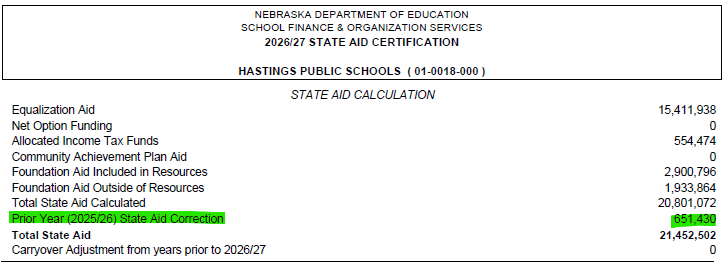 NEBRASKA DEPARTMENT OF EDUCATION
SCHOOL FINANCE & ORGANIZATION SERVICES
2026/27 STATE AID CERTIFICATION
HASTINGS PUBLIC SCHOOLS ( 01-0018-000 )
STATE AID CALCULATION
Equalization Aid 15,411,938
Net Option Funding 0
Allocated Income Tax Funds 554,474
Community Achievement Plan Aid 0
Foundation Aid Included in Resources 2,900,796
Foundation Aid Outside of Resources 1,933,864
Total State Aid Calculated 20,801,072
Prior Year (2025/26) State Aid Correction 651,430
Total State Aid 21,452,502
Carryover Adjustment from years prior to 2026/27 0